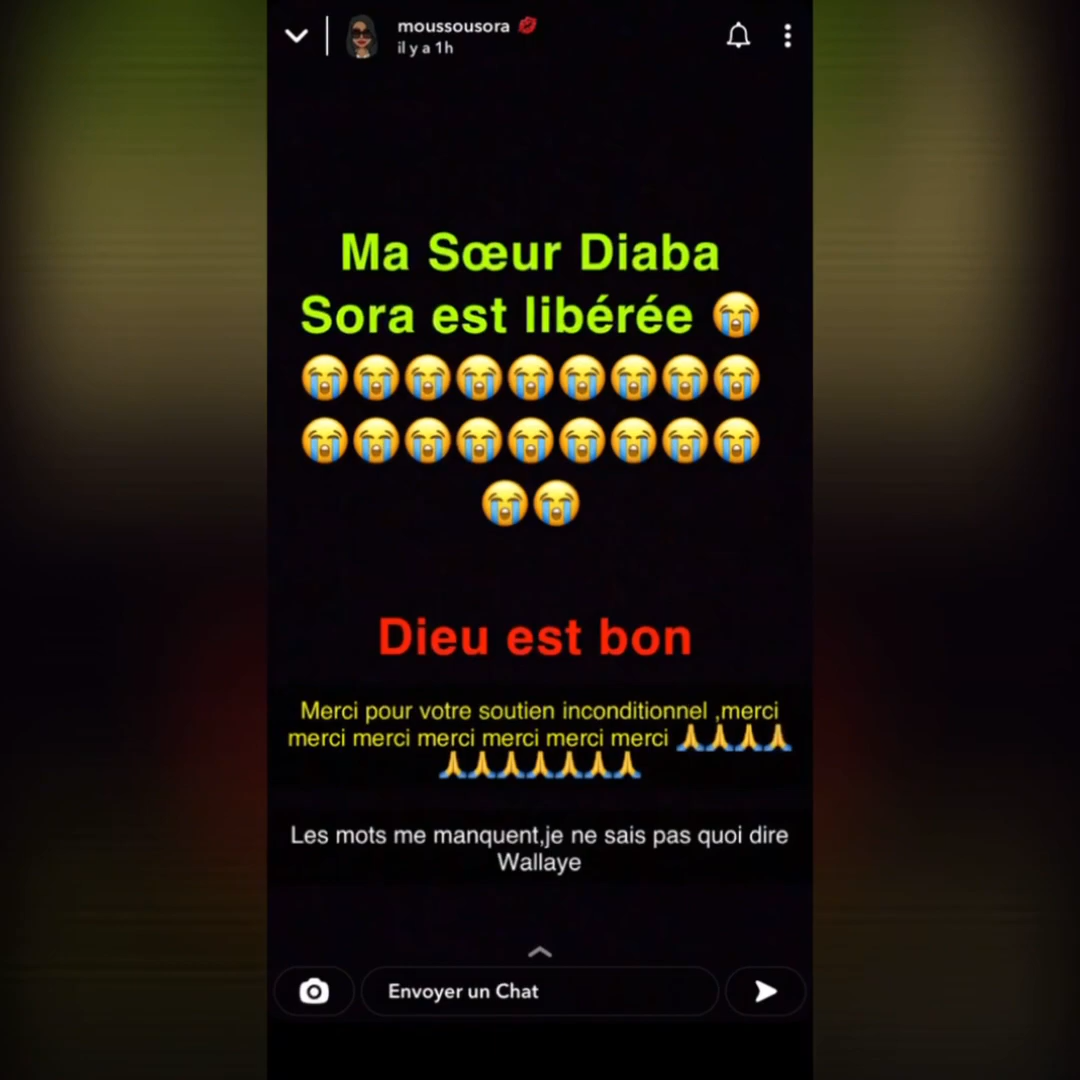 moussousora 💋
il y a 1h
Ma Sœur Diaba
Sora est libérée 😭
😭😭😭😭😭😭😭😭😭
😭😭😭😭😭😭😭😭😭
😭😭
Dieu est bon
Merci pour votre soutien inconditionnel ,merci
merci merci merci merci merci merci 🙏🙏🙏🙏
🙏🙏🙏🙏🙏🙏🙏
Les mots me manquent,je ne sais pas quoi dire
Wallaye
Envoyer un Chat